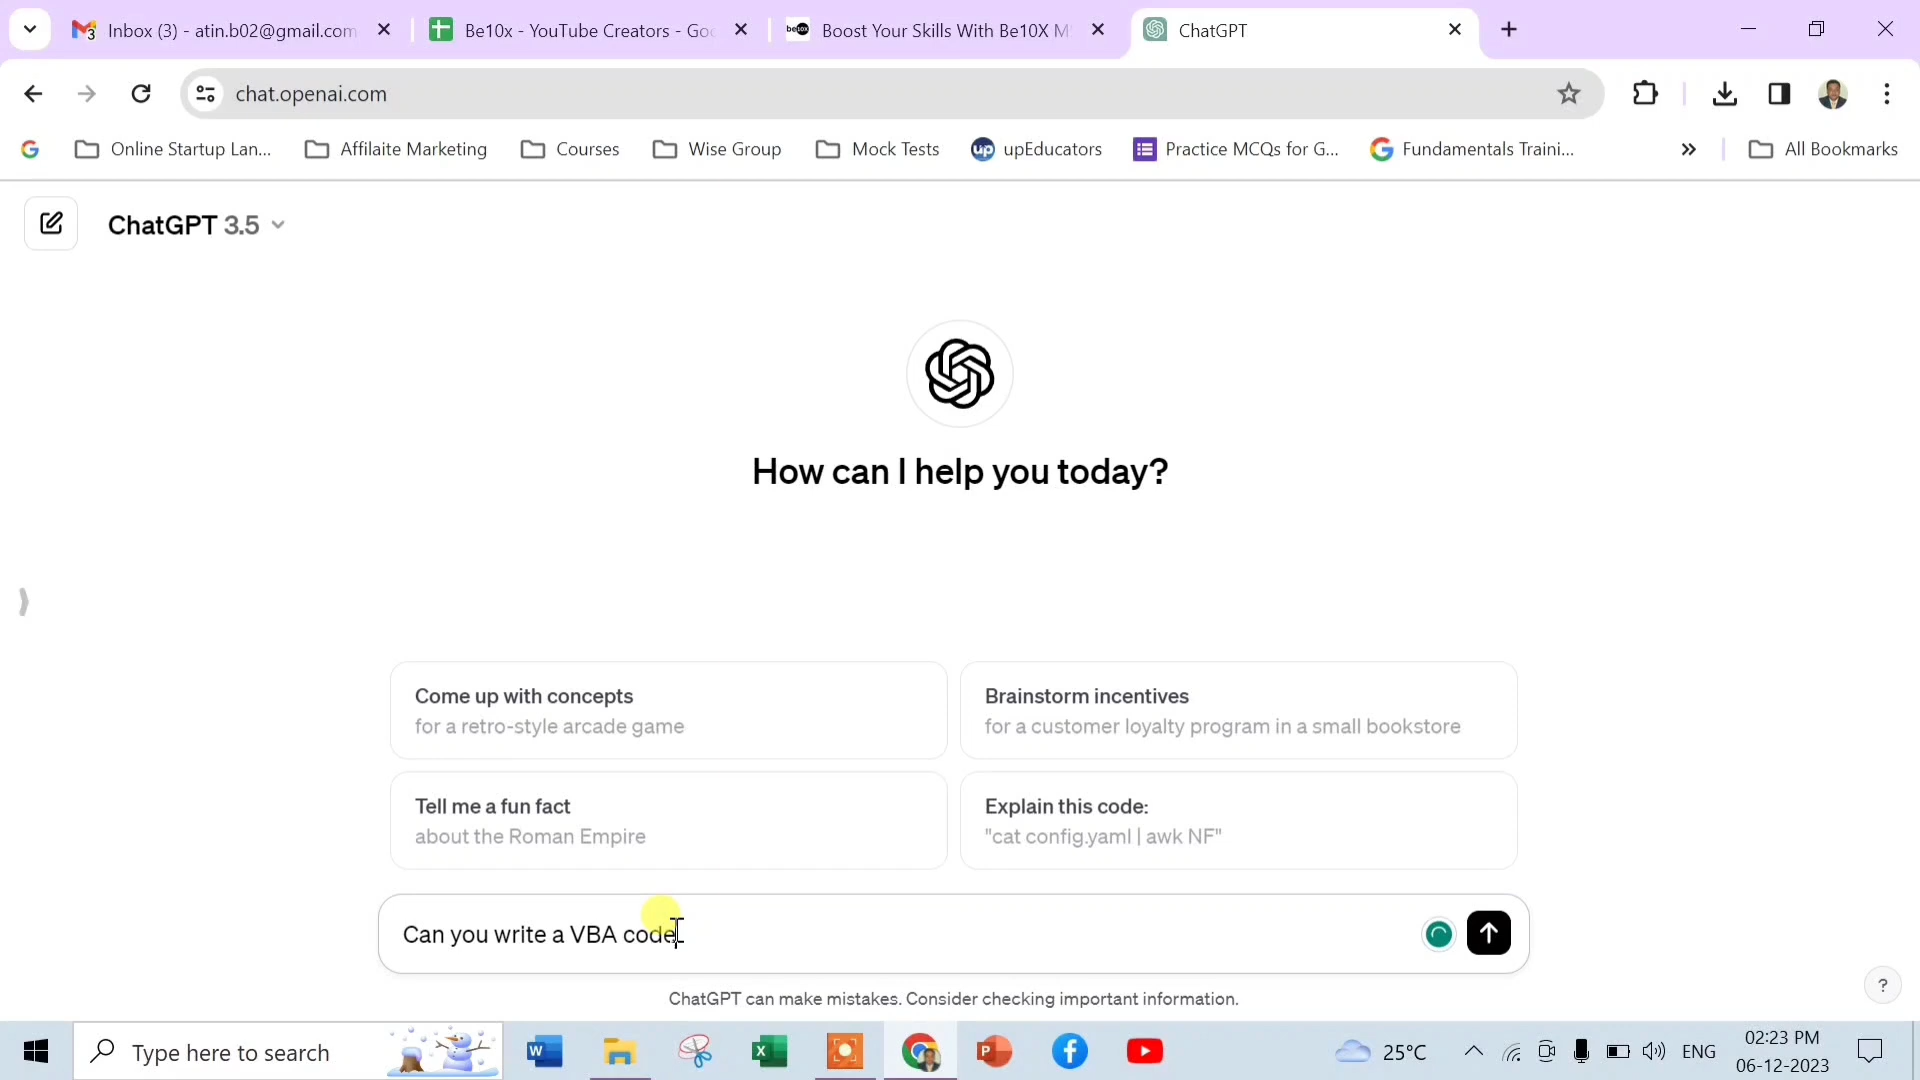 Inbox (3) - atin.b02@gmail.com
Be10x - YouTube Creators - Goo
be10x
Boost Your Skills With Be10X M
ChatGPT
chat.openai.com
Online Startup Lan...
Affilaite Marketing
Courses
Wise Group
Mock Tests
up
upEducators
Practice MCQs for G...
Fundamentals Traini...
All Bookmarks
ChatGPT 3.5
How can I help you today?
Come up with concepts
for a retro-style arcade game
Brainstorm incentives
for a customer loyalty program in a small bookstore
Tell me a fun fact
about the Roman Empire
Explain this code:
"cat config.yaml | awk NF"
Can you write a VBA code
ChatGPT can make mistakes. Consider checking important information.
?
Type here to search
25°C
ENG
02:23 PM
06-12-2023